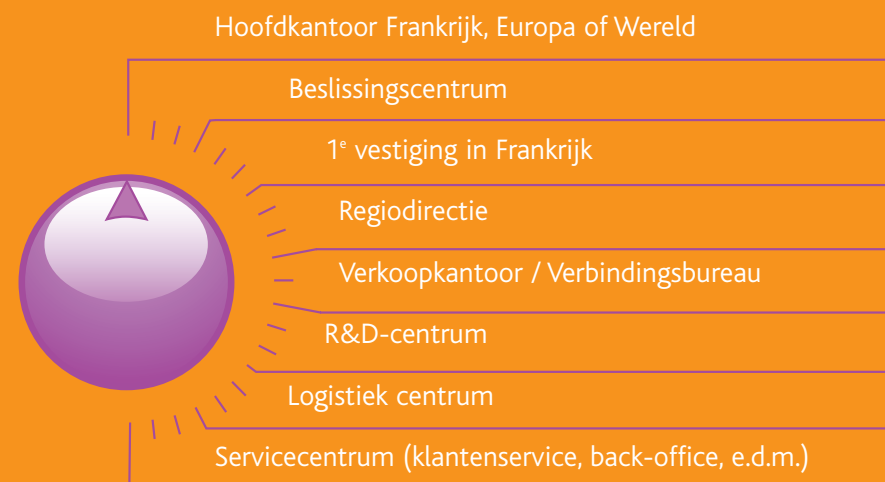 Hoofdkantoor Frankrijk, Europa of Wereld
Beslissingscentrum
1e vestiging in Frankrijk
Regiodirectie
Verkoopkantoor / Verbindingsbureau
R&D-centrum
Logistiek centrum
Servicecentrum (klantenservice, back-office, e.d.m.)